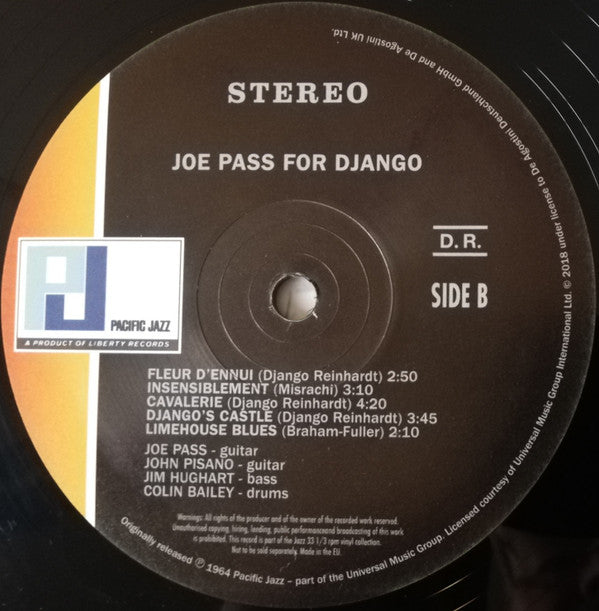 STEREO
JOE PASS FOR DJANGO
D. R.
SIDE B
PJ
PACIFIC JAZZ
A PRODUCT OF LIBERTY RECORDS
FLEUR D'ENNUI (Django Reinhardt) 2:50
INSENSIBLEMENT (Misrachi) 3:10
CAVALERIE (Django Reinhardt) 4:20
DJANGO'S CASTLE (Django Reinhardt) 3:45
LIMEHOUSE BLUES (Braham-Fuller) 2:10
JOE PASS - guitar
JOHN PISANO - guitar
JIM HUGHART - bass
COLIN BAILEY - drums
Warnings: All rights of the producer and of the owner of the recorded work reserved.
Unauthorised copying, hiring, lending, public performanceand broadcasting of this work
is prohibited. This record is part of the Jazz 33 1/3 rpm vinyl collection.
Not to be sold separately. Made in the EU.
Originally released ℗ 1964 Pacific Jazz – part of the Universal Music Group. Licensed courtesy of Universal Music Group International Ltd. © 2018 under license to De Agostini Deutschland GmbH and De Agostini UK Ltd.